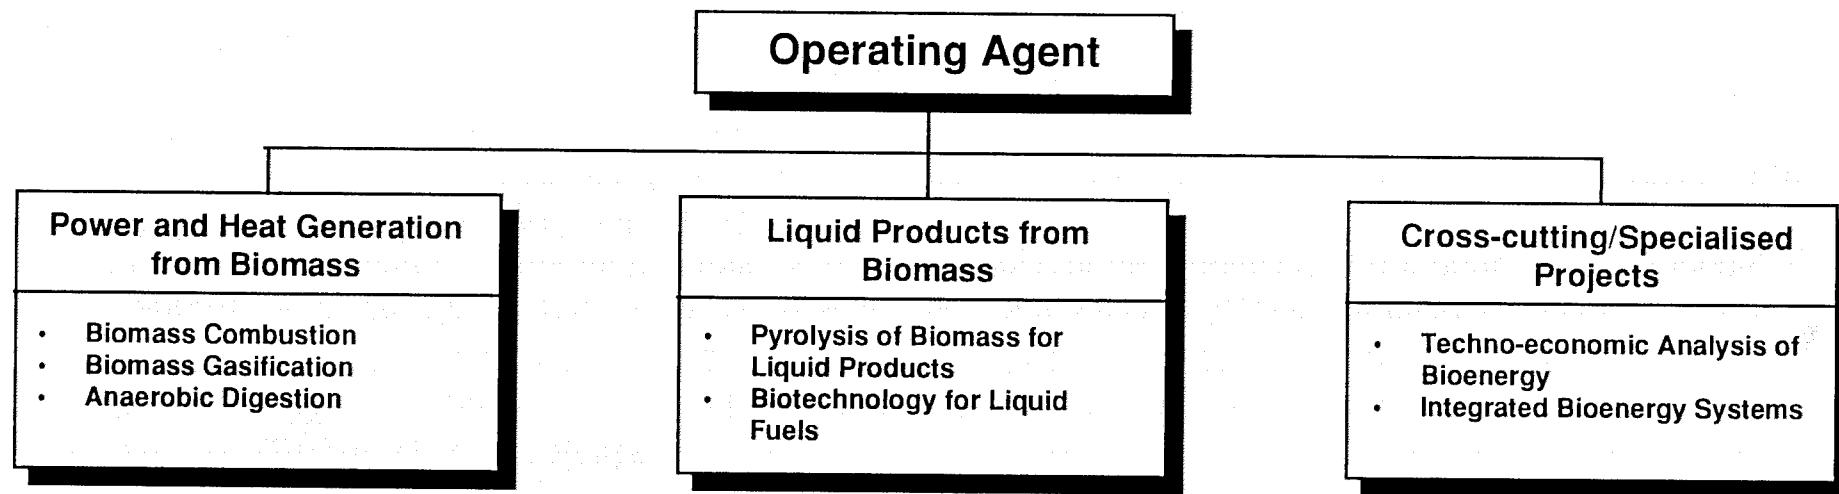 Operating Agent
Power and Heat Generation
from Biomass
• Biomass Combustion
• Biomass Gasification
• Anaerobic Digestion
Liquid Products from
Biomass
• Pyrolysis of Biomass for
Liquid Products
• Biotechnology for Liquid
Fuels
Cross-cutting/Specialised
Projects
• Techno-economic Analysis of
Bioenergy
• Integrated Bioenergy Systems